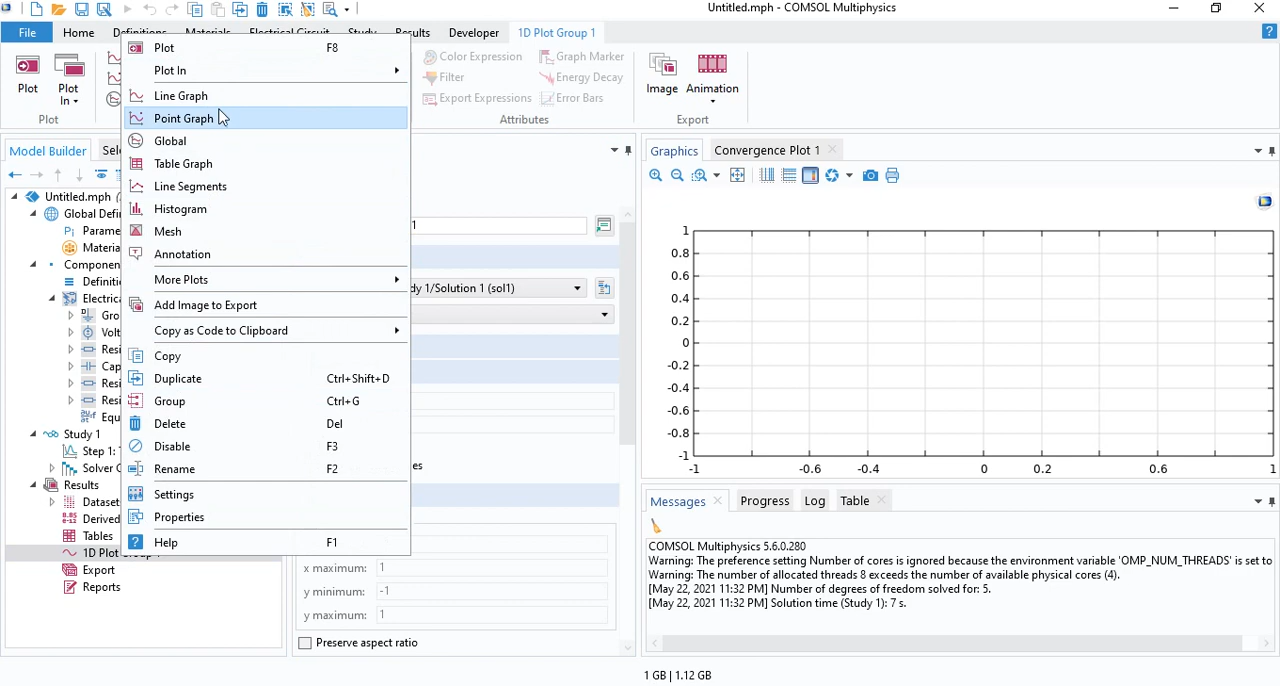 Untitled.mph - COMSOL Multiphysics
File Home Definitions Materials Electrical Circuit Study Results Developer 1D Plot Group 1
Plot
Plot In
Plot
Color Expression
Filter
Export Expressions
Graph Marker
Energy Decay
Error Bars
Attributes
Image
Animation
Export
Plot F8
Plot In
Line Graph
Point Graph
Global
Table Graph
Line Segments
Histogram
Mesh
Annotation
More Plots
Add Image to Export
Copy as Code to Clipboard
Copy
Duplicate Ctrl+Shift+D
Group Ctrl+G
Delete Del
Disable F3
Rename F2
Settings
Properties
Help F1
Model Builder Sel
Untitled.mph (
Global Defi
Pi Parame
Materia
Compone
Definiti
Electrica
Gro
Volt
Resi
Cap
Resi
Resi
Equ
Study 1
Step 1:
Solver C
Results
Dataset
Derived
Tables
1D Plot Group 1
Export
Reports
1
dy 1/Solution 1 (sol1)
es
x maximum: 1
y minimum: -1
y maximum: 1
Preserve aspect ratio
Graphics Convergence Plot 1
1
0.8
0.6
0.4
0.2
0
-0.2
-0.4
-0.6
-0.8
-1
-1 -0.6 -0.4 0 0.2 0.6 1
Messages Progress Log Table
COMSOL Multiphysics 5.6.0.280
Warning: The preference setting Number of cores is ignored because the environment variable 'OMP_NUM_THREADS' is set to
Warning: The number of allocated threads 8 exceeds the number of available physical cores (4).
[May 22, 2021 11:32 PM] Number of degrees of freedom solved for: 5.
[May 22, 2021 11:32 PM] Solution time (Study 1): 7 s.
1 GB | 1.12 GB